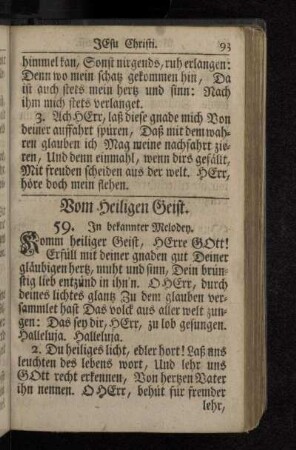 JEsu Christi. 93
himmel kan, Sonst nirgends, ruh erlangen:
Denn wo mein schatz gekommen hin, Da
ist auch stets mein hertz und sinn: Nach
ihm mich stets verlanget.
3. Ach HErr, laß diese gnade mich Von
deiner auffahrt spüren, Daß mit dem wah-
ren glauben ich Mag meine nachfahrt zie-
ren, Und denn einmahl, wenn dirs gefällt,
Mit freuden scheiden aus der welt. HErr,
höre doch mein flehen.
Vom Heiligen Geist.
59. In bekannter Melodey.
Komm heiliger Geist, HErre GOtt!
Erfüll mit deiner gnaden gut Deiner
gläubigen hertz, muht und sinn, Dein brün-
stig lieb entzünd in ihn'n. O HErr, durch
deines lichtes glantz Zu dem glauben ver-
sammlet hast Das volck aus aller welt zun-
gen: Das sey dir, HErr, zu lob gesungen.
Halleluja. Halleluja.
2. Du heiliges licht, edler hort! Laß uns
leuchten des lebens wort, Und lehr uns
GOtt recht erkennen, Von hertzen Vater
ihn nennen. O HErr, behüt für fremder
lehr,